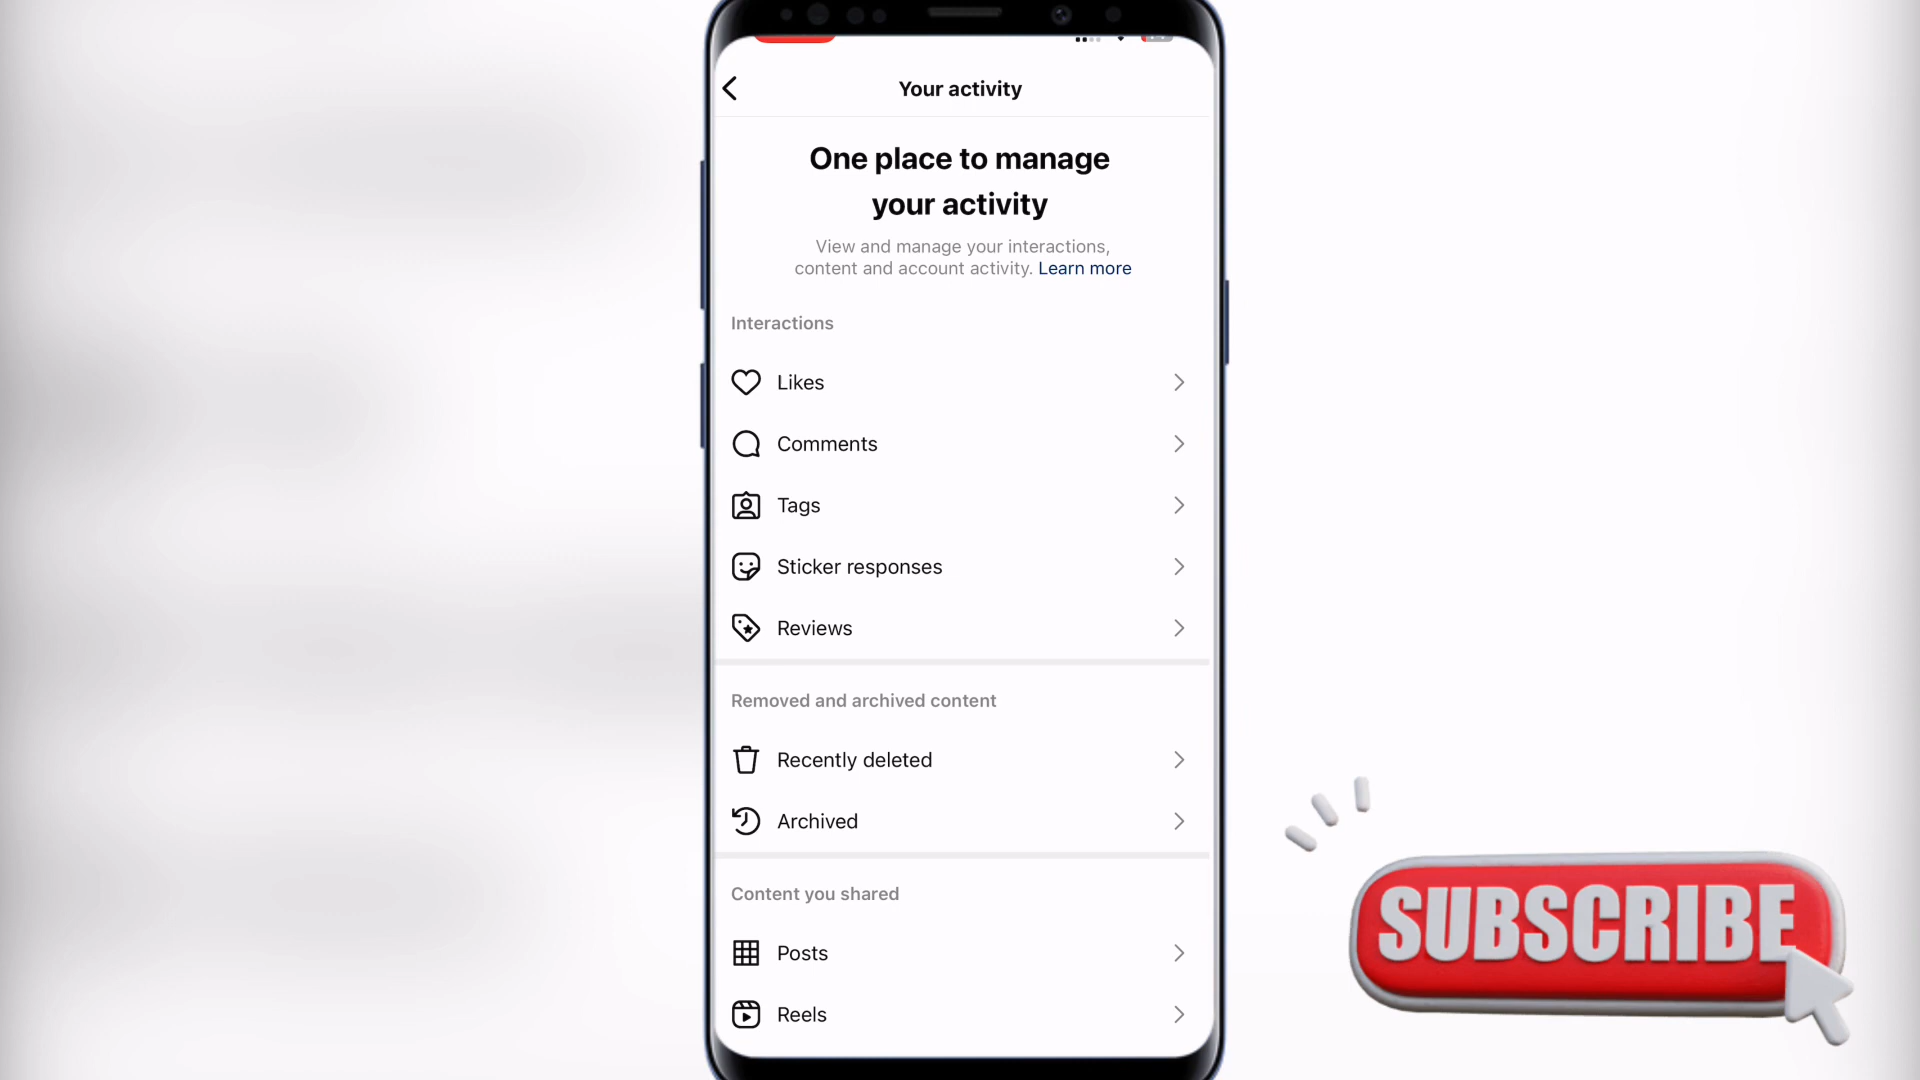 Your activity
One place to manage
your activity
View and manage your interactions,
content and account activity. Learn more
Interactions
Likes
Comments
Tags
Sticker responses
Reviews
Removed and archived content
Recently deleted
Archived
Content you shared
Posts
Reels
SUBSCRIBE